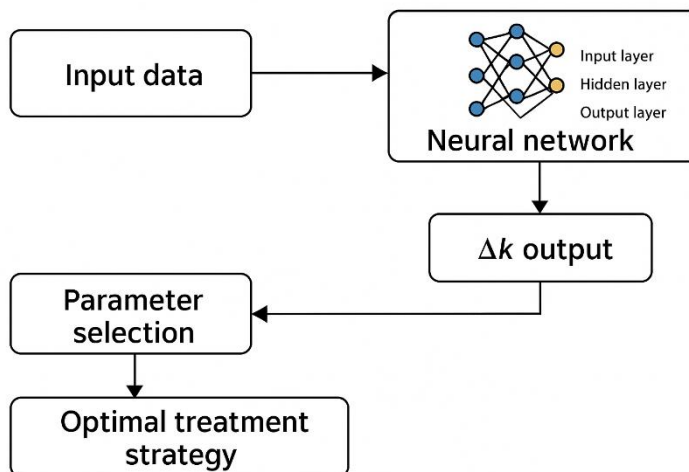 Input data
Input layer
Hidden layer
Output layer
Neural network
Δk output
Parameter
selection
Optimal treatment
strategy